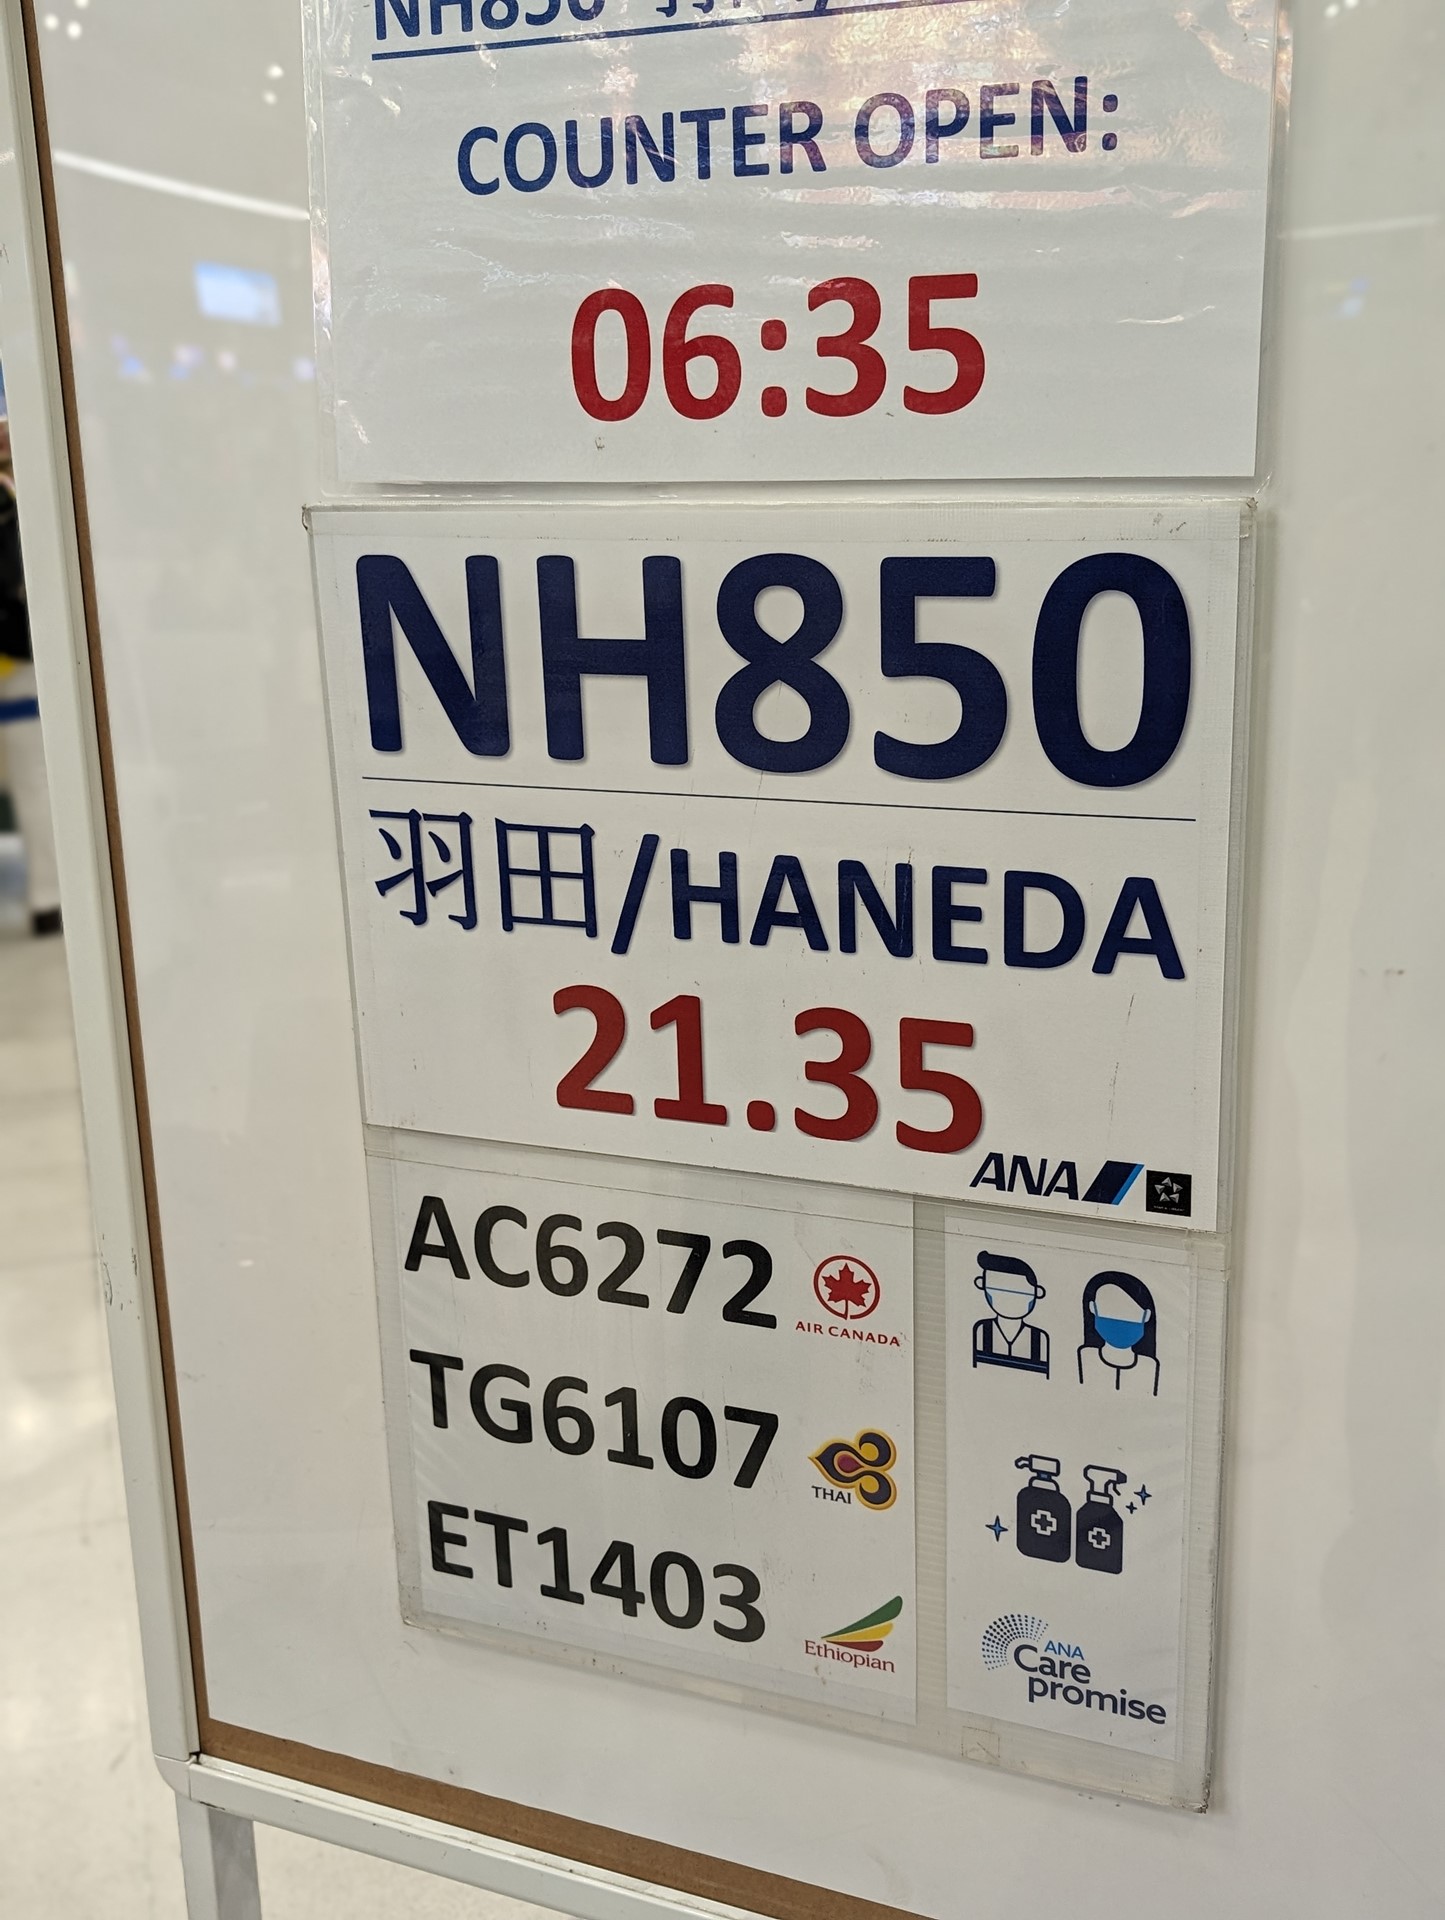 NH850
COUNTER OPEN:
06:35
NH850
羽田/HANEDA
21.35
ANA
AC6272
AIR CANADA
TG6107
THAI
ET1403
Ethiopian
ANA
Care
promise